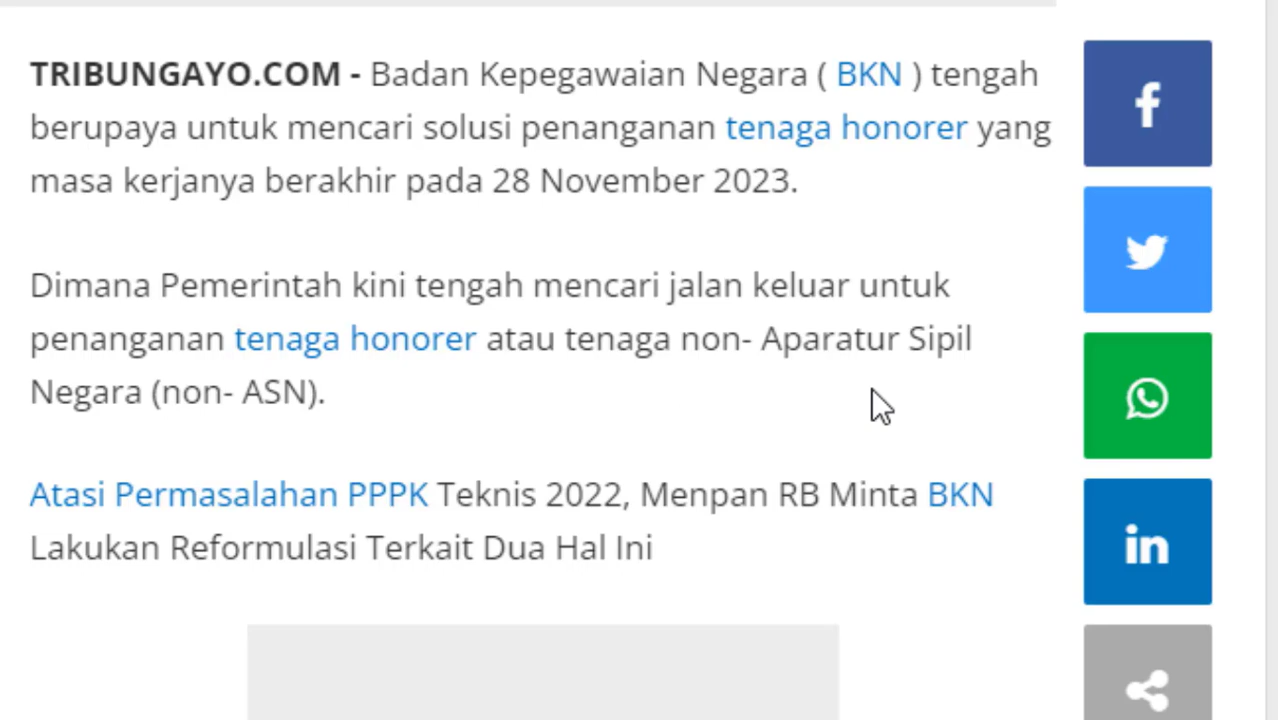 TRIBUNGAYO.COM - Badan Kepegawaian Negara ( BKN ) tengah
berupaya untuk mencari solusi penanganan tenaga honorer yang
masa kerjanya berakhir pada 28 November 2023.
Dimana Pemerintah kini tengah mencari jalan keluar untuk
penanganan tenaga honorer atau tenaga non- Aparatur Sipil
Negara (non- ASN).
Atasi Permasalahan PPPK Teknis 2022, Menpan RB Minta BKN
Lakukan Reformulasi Terkait Dua Hal Ini